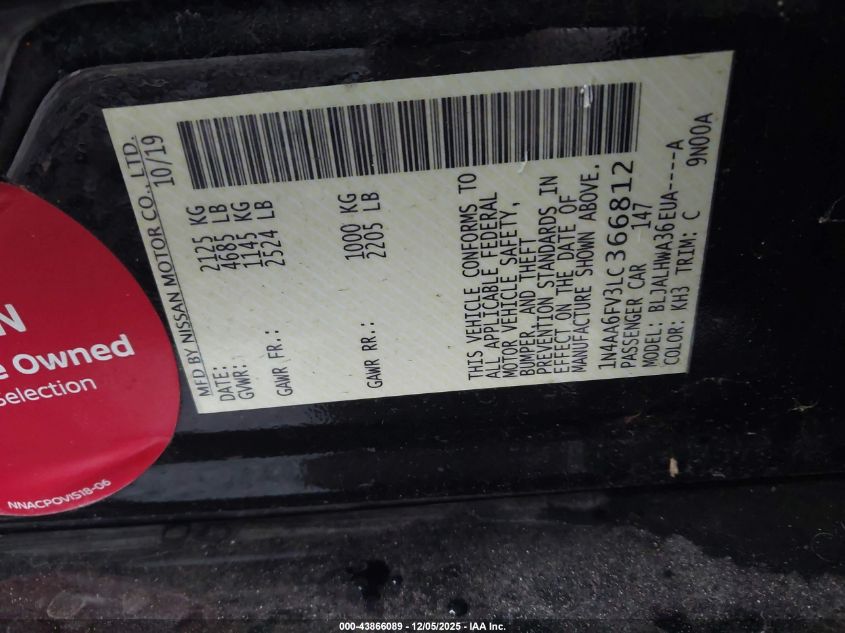 MFD BY NISSAN MOTOR CO., LTD.
DATE: 10/19
GVWR: 2125 KG
4685 LB
GAWR FR.: 1145 KG
2524 LB
GAWR RR.: 1000 KG
2205 LB
THIS VEHICLE CONFORMS TO
ALL APPLICABLE FEDERAL
MOTOR VEHICLE SAFETY,
BUMPER, AND THEFT
PREVENTION STANDARDS IN
EFFECT ON THE DATE OF
MANUFACTURE SHOWN ABOVE.
1N4AA6FV3LC366812
PASSENGER CAR 147
MODEL: BLJALHWA36EUA----A
COLOR: KH3 TRIM: C 9N00A
N
e Owned
Selection
NNACPOVIS18-06
000-43866089 - 12/05/2025 - IAA Inc.